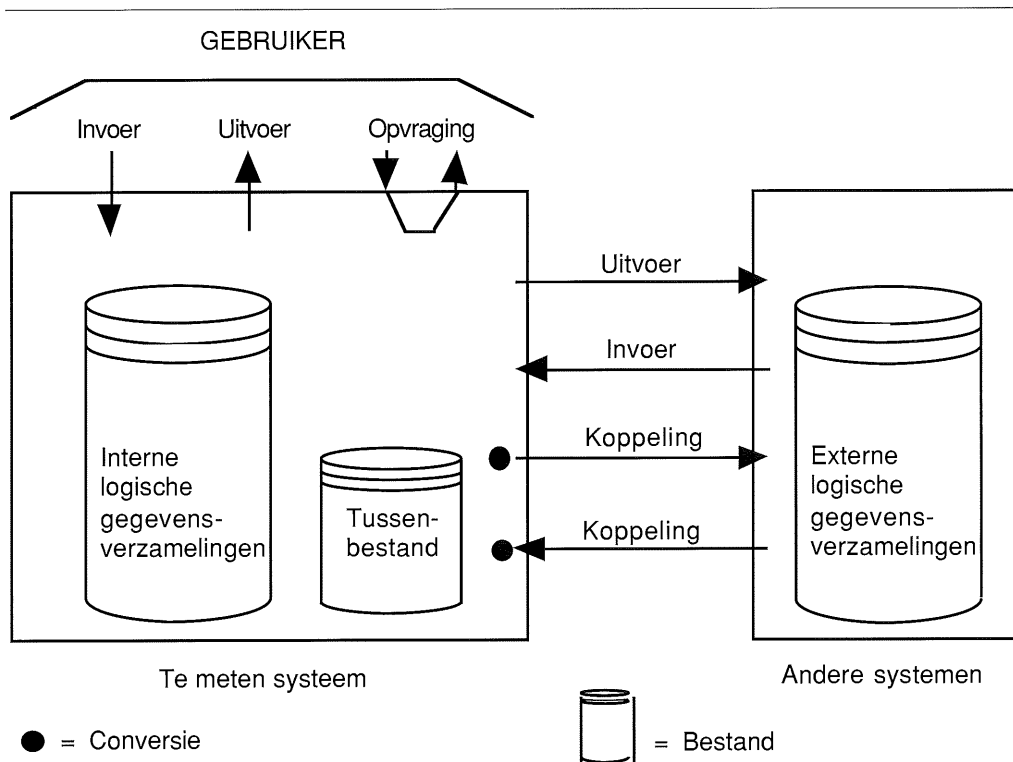 GEBRUIKER
Invoer
Uitvoer
Opvraging
Uitvoer
Invoer
Koppeling
Koppeling
Interne
logische
gegevens-
verzamelingen
Tussen-
bestand
Externe
logische
gegevens-
verzamelingen
Te meten systeem
Andere systemen
= Conversie
= Bestand